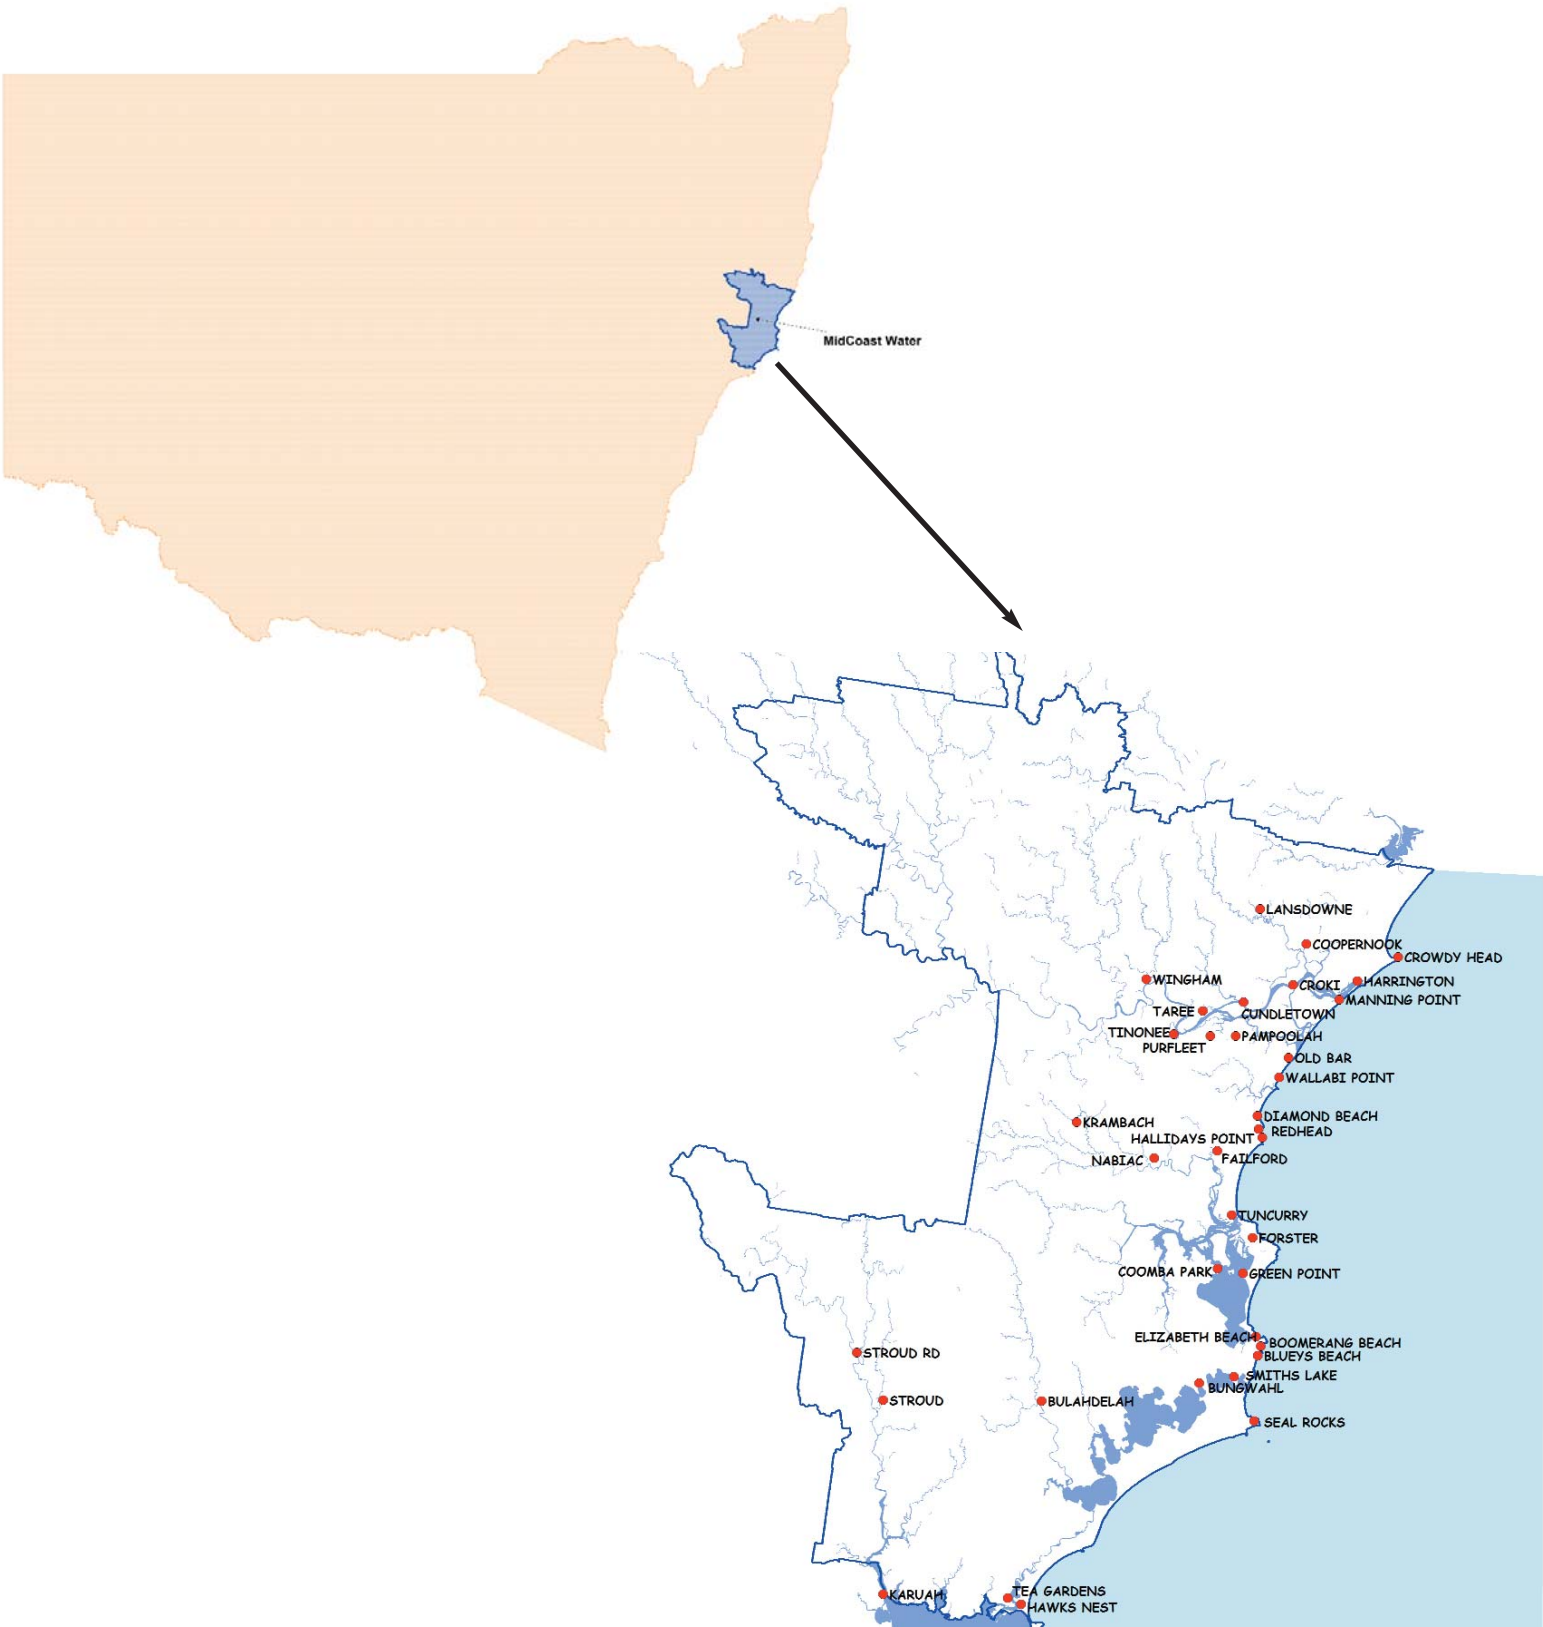 MidCoast Water
LANSDOWNE
COOPERNOOK
CROWDY HEAD
WINGHAM
CROKI
HARRINGTON
MANNING POINT
TAREE
CUNDLETOWN
TINONEE
PAMPOOLAH
PURFLEET
OLD BAR
WALLABI POINT
DIAMOND BEACH
KRAMBACH
REDHEAD
HALLIDAYS POINT
NABIAC
FAILFORD
TUNCURRY
FORSTER
COOMBA PARK
GREEN POINT
ELIZABETH BEACH
BOOMERANG BEACH
STROUD RD
BLUEYS BEACH
SMITHS LAKE
BUNGWAHL
STROUD
BULAHDELAH
SEAL ROCKS
TEA GARDENS
KARUAH
HAWKS NEST